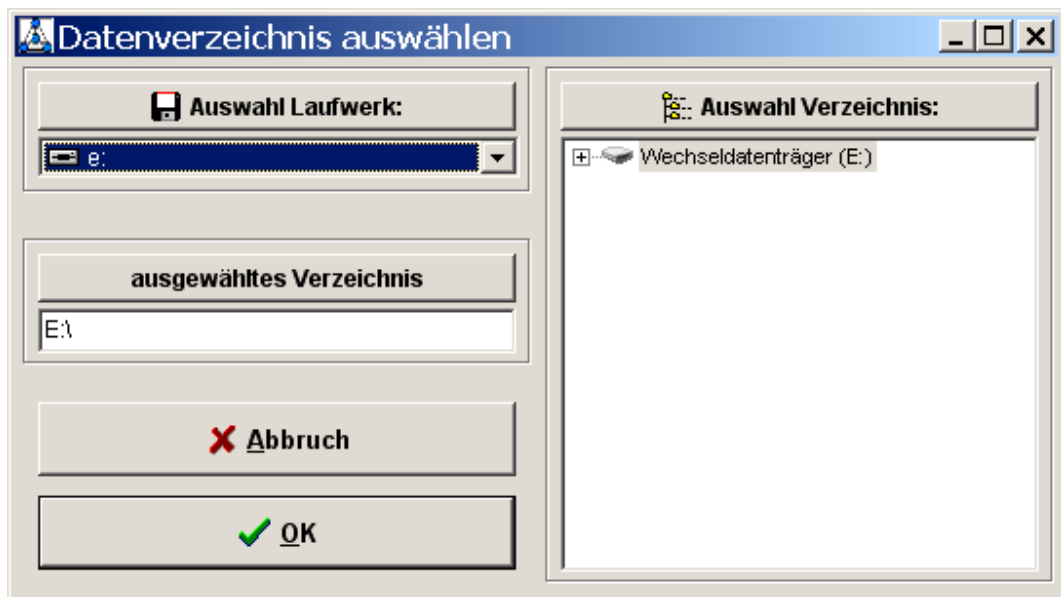 Datenverzeichnis auswählen
Auswahl Laufwerk:
e:
ausgewähltes Verzeichnis
E:\
Abbruch
OK
Auswahl Verzeichnis:
Wechseldatenträger (E:)